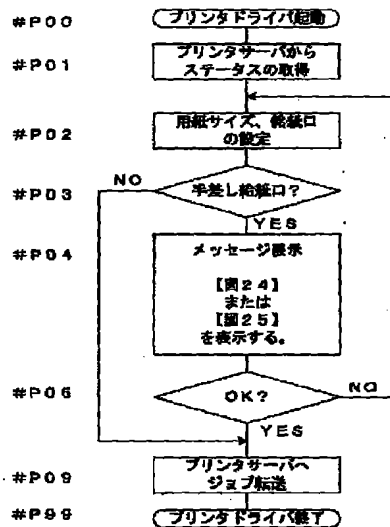 #P00
プリンタドライバ起動
#P01
プリンタサーバから
ステータスの取得
#P02
用紙サイズ、給紙口
の設定
#P03
NO
手差し給紙口?
YES
#P04
メッセージ表示
【図24】
または
【図25】
を表示する。
#P05
OK?
NO
YES
#P09
プリンタサーバへ
ジョブ転送
#P99
プリンタドライバ終了